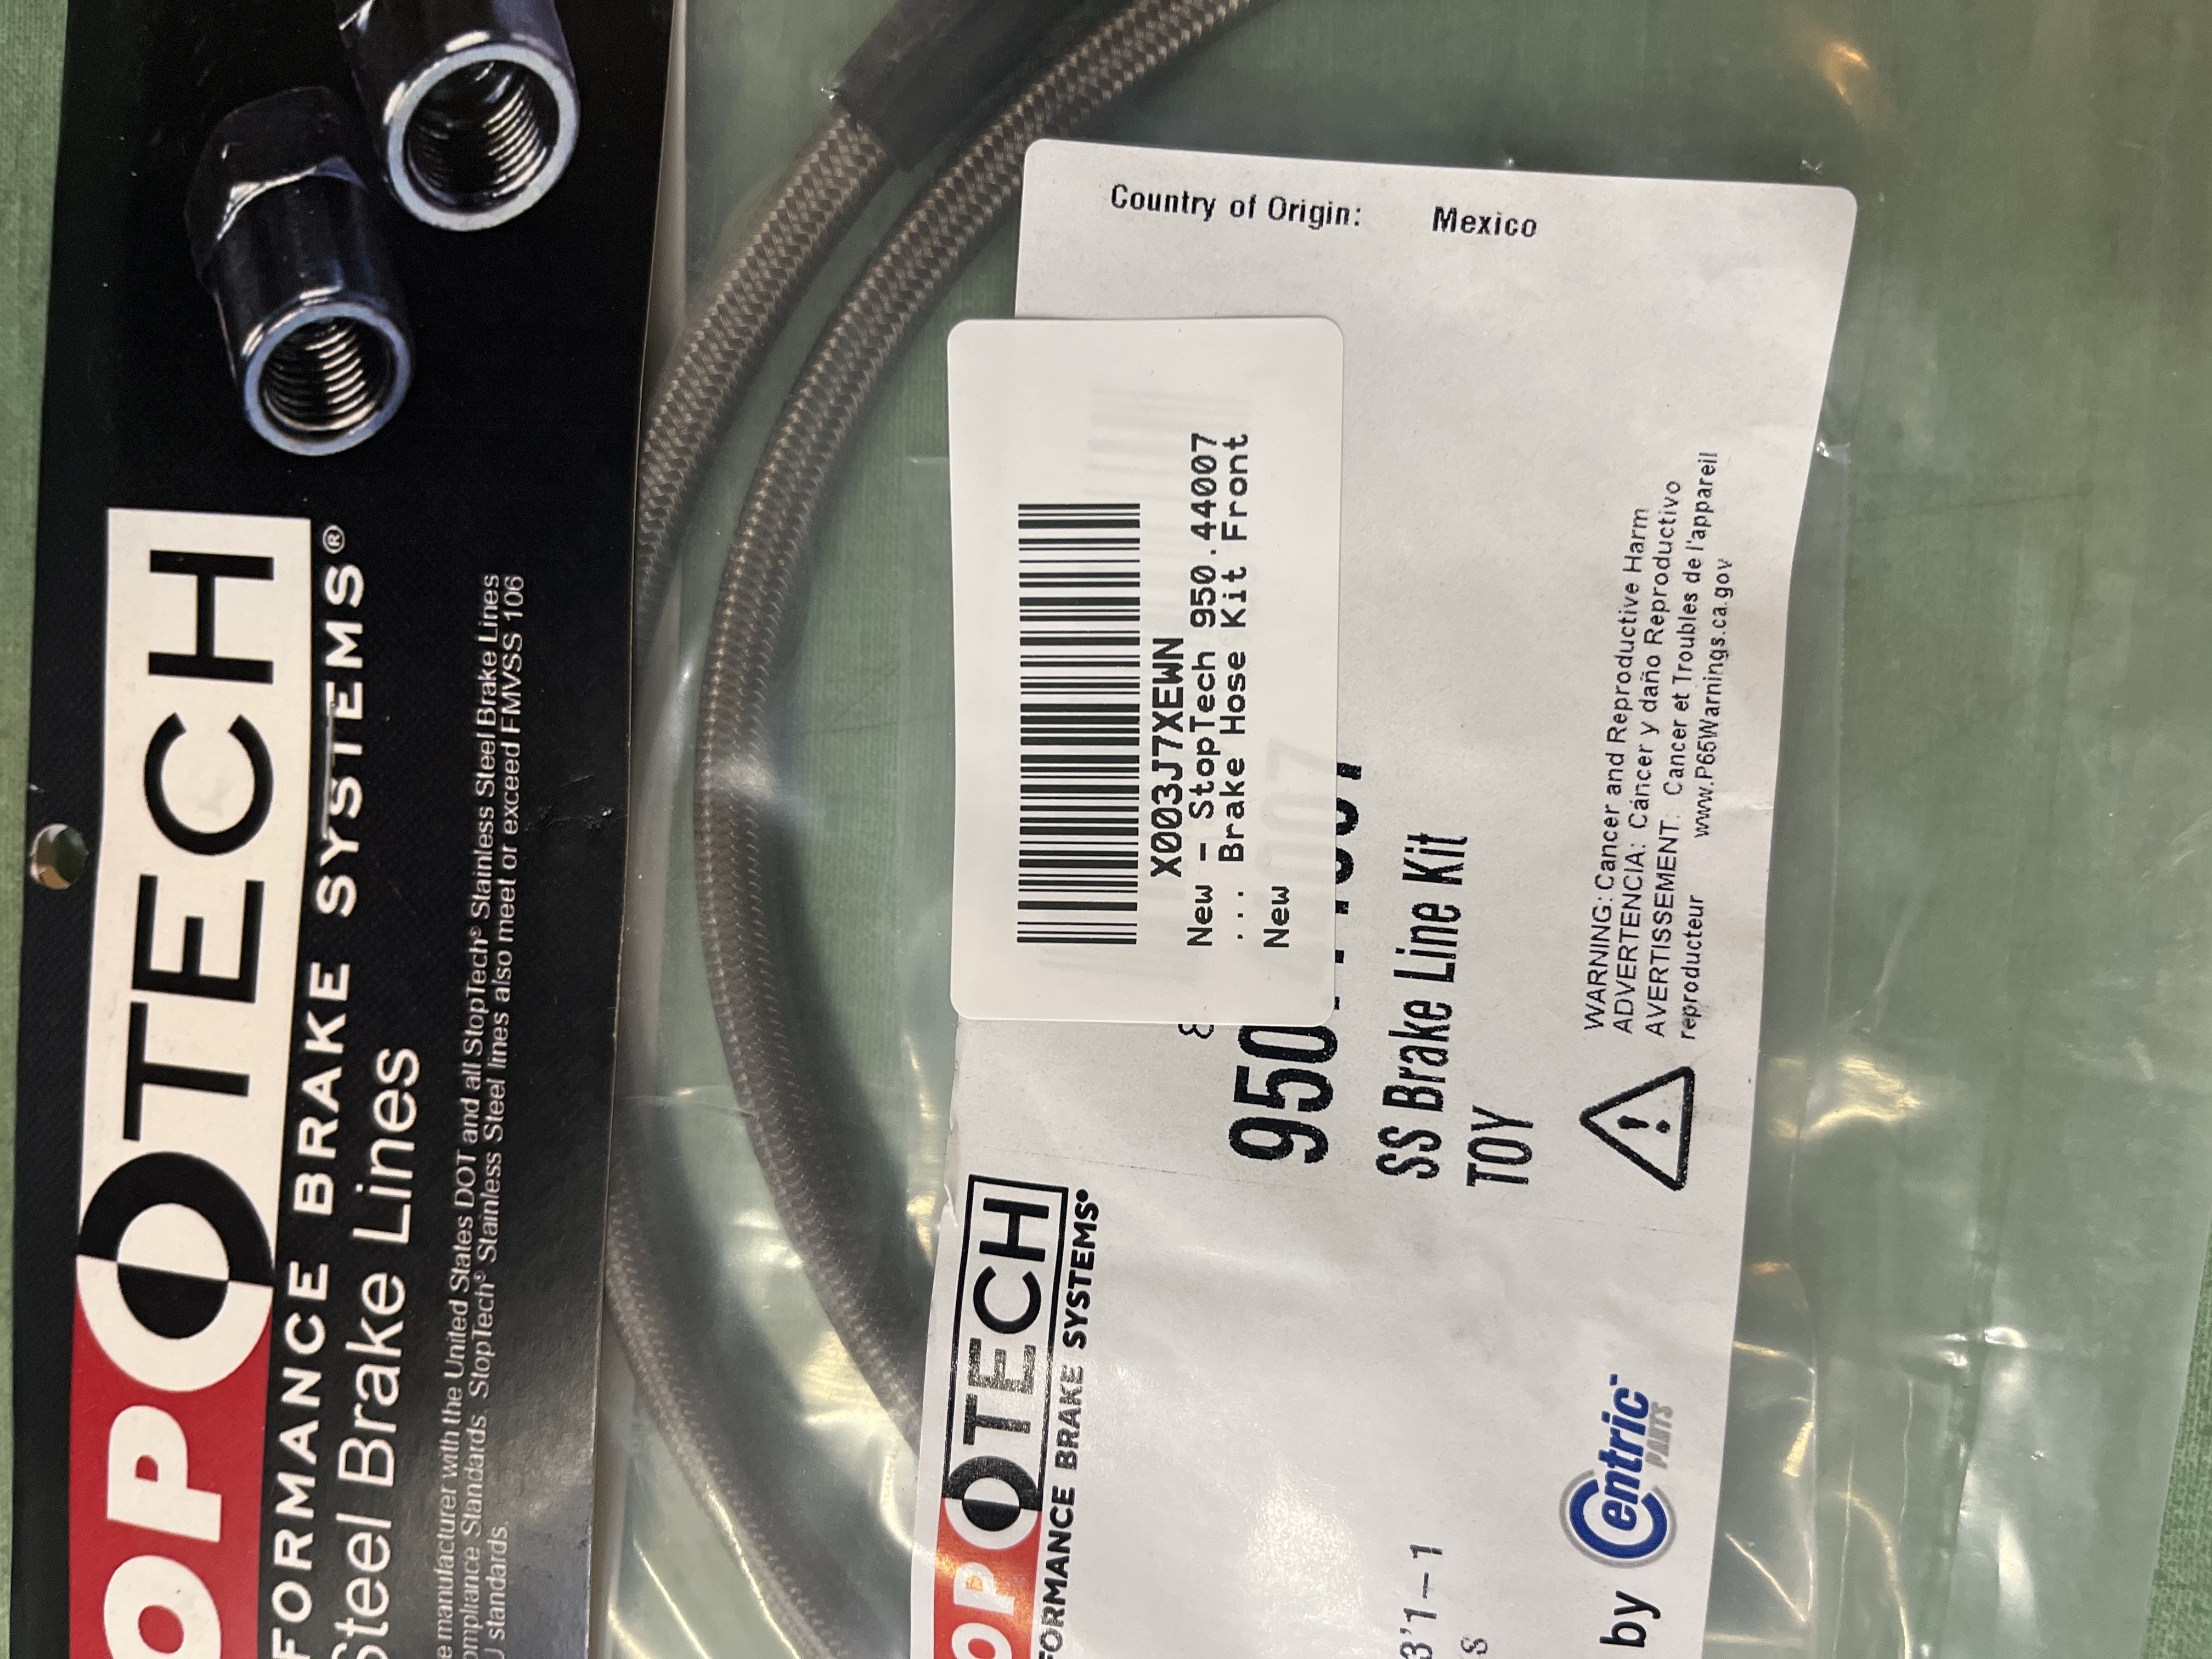 OPTECH
FORMANCE BRAKE SYSTEMS®
Steel Brake Lines
manufacturer with the United States DOT and all StopTech® Stainless Steel Brake Lines
Standards. StopTech® Stainless Steel lines also meet or exceed FMVSS 106
standards.
Country of Origin: Mexico
X003J7XEWN
New - StopTech 950.44007
... Brake Hose Kit Front
New
OPTECH
FORMANCE BRAKE SYSTEMS®
950
SS Brake Line Kit
TOY
WARNING: Cancer and Reproductive Harm
ADVERTENCIA: Cáncer y daño Reproductivo
AVERTISSEMENT: Cancer et Troubles de l'appareil
reproducteur www.P65Warnings.ca.gov
3'1-1
8
by Centric PARTS